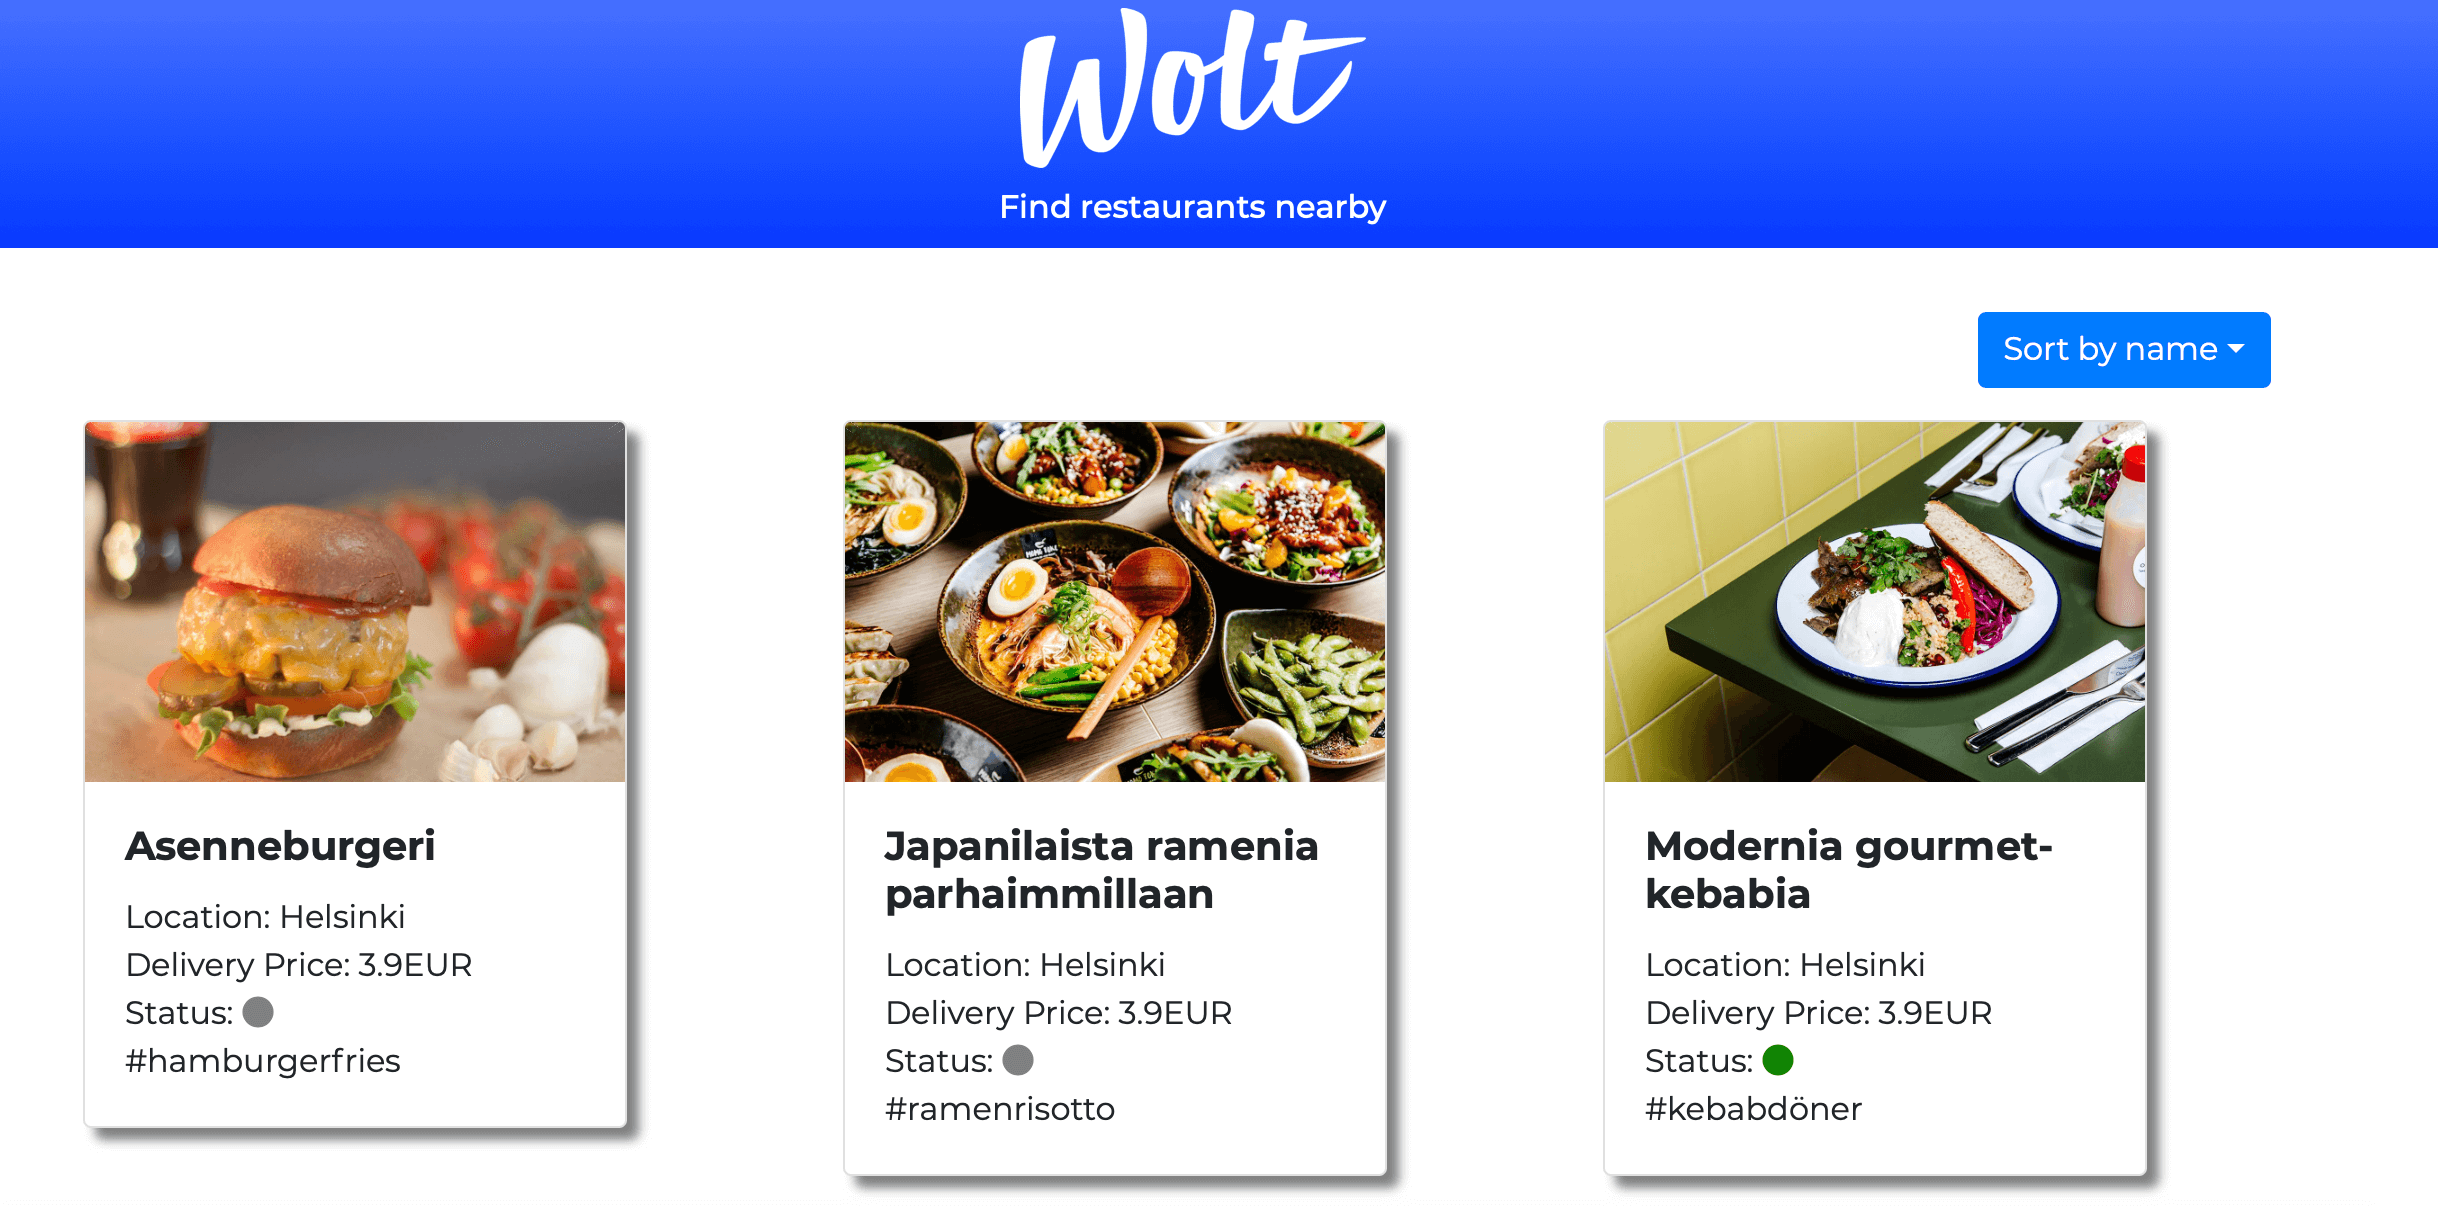 Wolt
Find restaurants nearby
Sort by name
Asenneburgeri
Location: Helsinki
Delivery Price: 3.9EUR
Status:
#hamburgerfries
MOMO TOKO
Japanilaista ramenia
parhaimmillaan
Location: Helsinki
Delivery Price: 3.9EUR
Status:
#ramenrisotto
Modernia gourmet-
kebabia
Location: Helsinki
Delivery Price: 3.9EUR
Status:
#kebabdöner